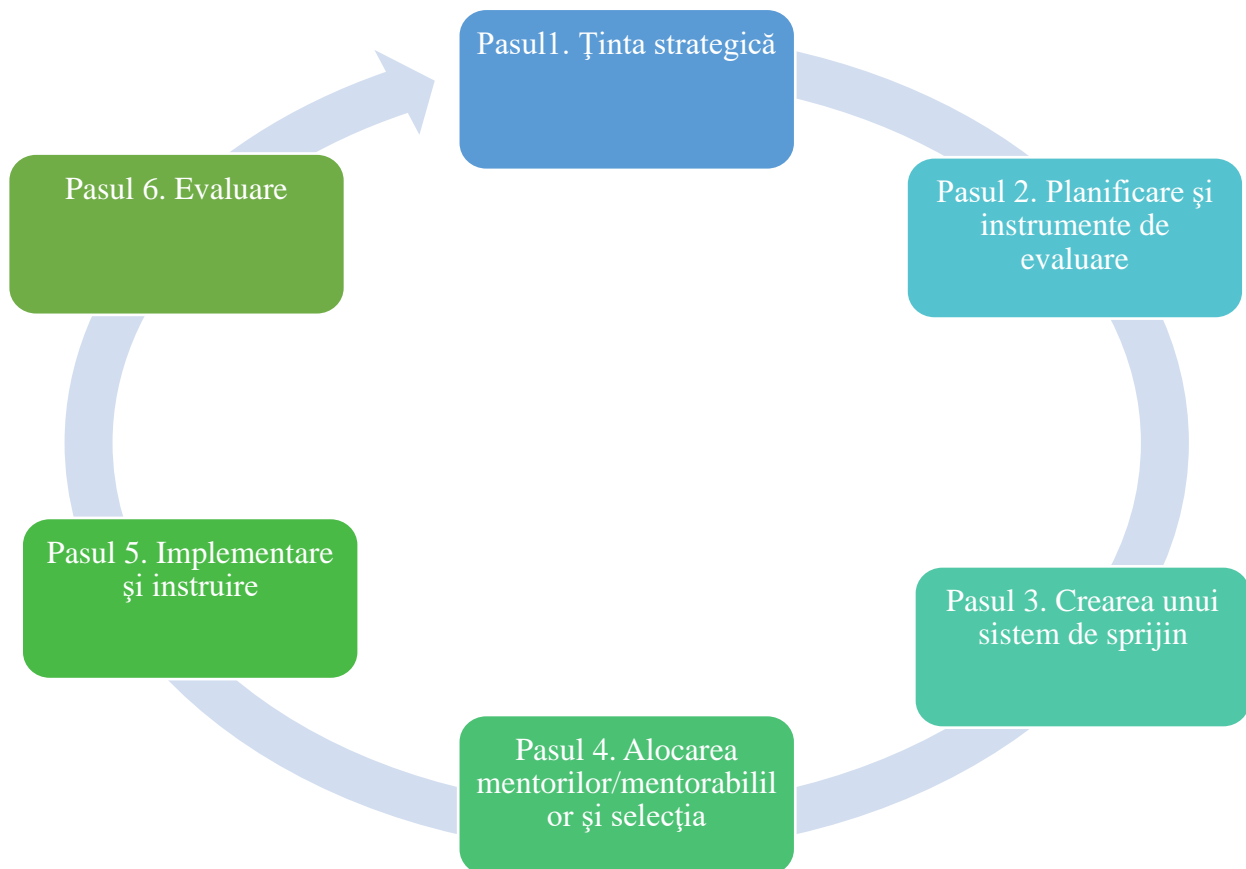 Pasul1. Ţinta strategică
Pasul 2. Planificare şi
instrumente de
evaluare
Pasul 3. Crearea unui
sistem de sprijin
Pasul 4. Alocarea
mentorilor/mentorabilil
or şi selecţia
Pasul 5. Implementare
şi instruire
Pasul 6. Evaluare